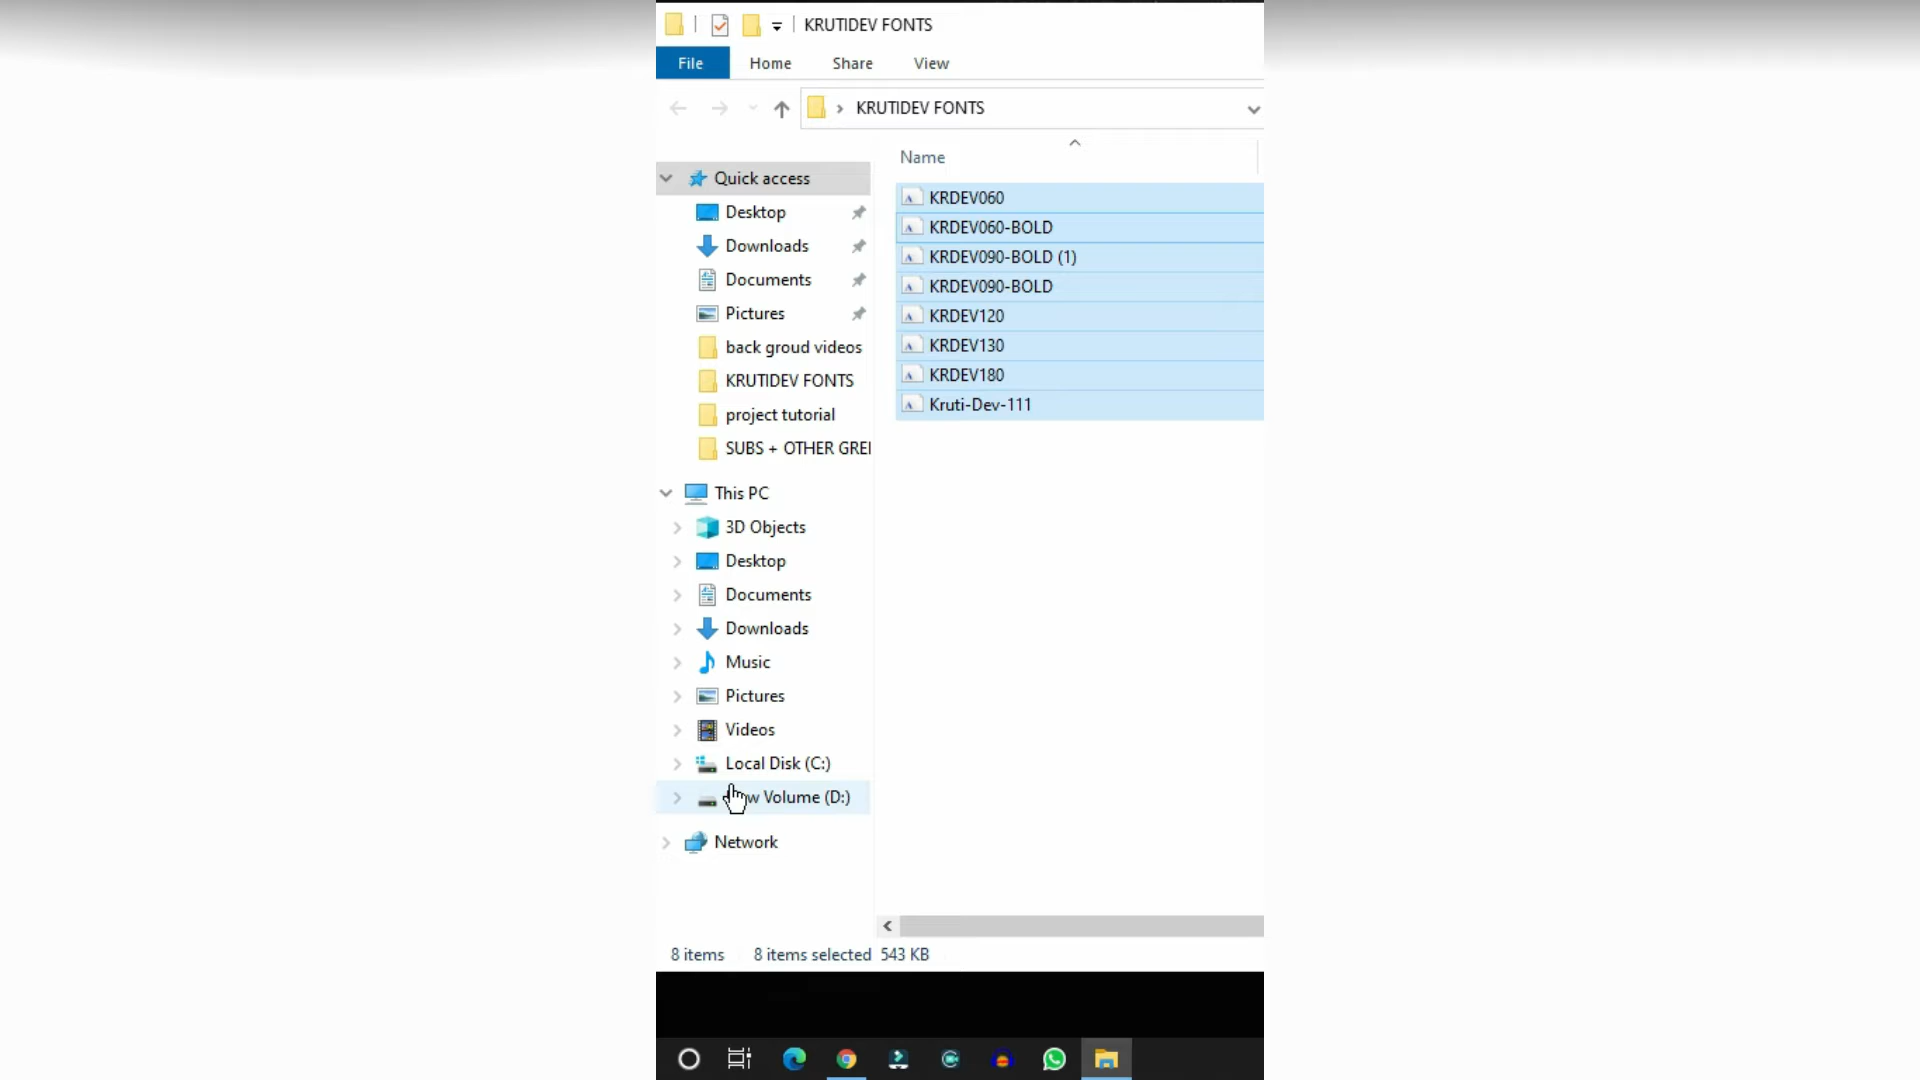 KRUTIDEV FONTS
File Home Share View
KRUTIDEV FONTS
Name
Quick access
Desktop
Downloads
Documents
Pictures
back groud videos
KRUTIDEV FONTS
project tutorial
SUBS + OTHER GREI
This PC
3D Objects
Desktop
Documents
Downloads
Music
Pictures
Videos
Local Disk (C:)
Volume (D:)
Network
KRDEV060
KRDEV060-BOLD
KRDEV090-BOLD (1)
KRDEV090-BOLD
KRDEV120
KRDEV130
KRDEV180
Kruti-Dev-111
8 items 8 items selected 543 KB